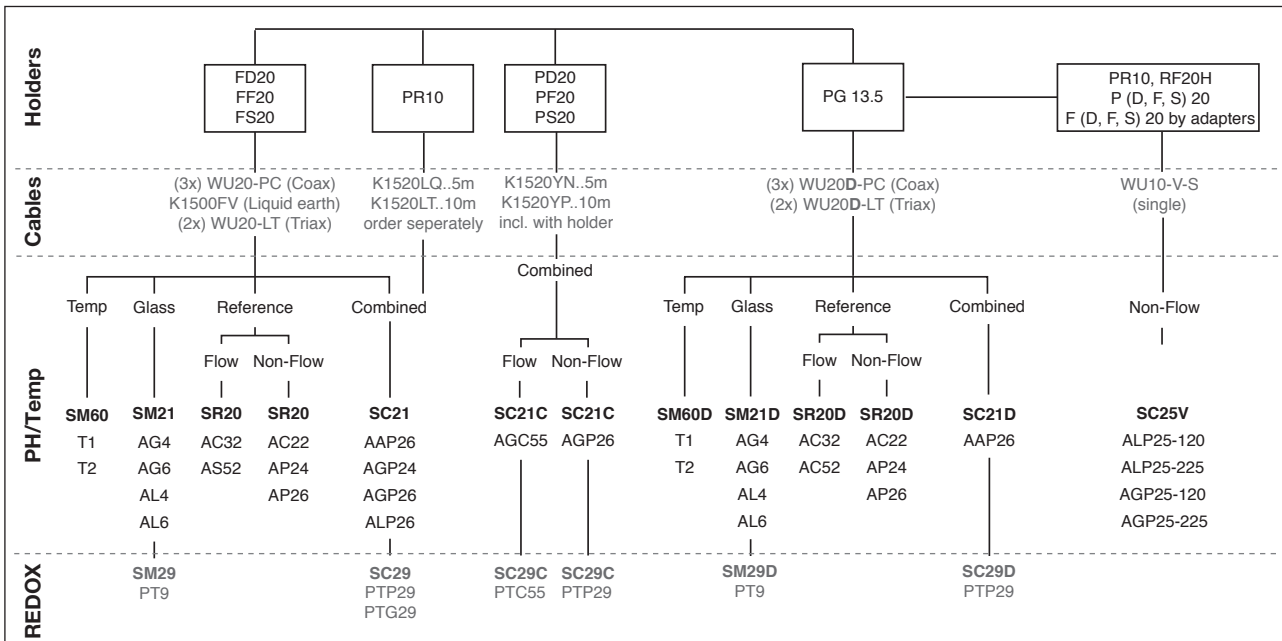 Holders
FD20
FF20
FS20
PR10
PD20
PF20
PS20
PG 13.5
PR10, RF20H
P (D, F, S) 20
F (D, F, S) 20 by adapters
Cables
(3x) WU20-PC (Coax)
K1500FV (Liquid earth)
(2x) WU20-LT (Triax)
K1520LQ..5m
K1520LT..10m
order seperately
K1520YN..5m
K1520YP..10m
incl. with holder
(3x) WU20D-PC (Coax)
(2x) WU20D-LT (Triax)
WU10-V-S
(single)
PH/Temp
Temp
Glass
Reference
Combined
Flow
Non-Flow
SM60
T1
T2
SM21
AG4
AG6
AL4
AL6
SR20
AC32
AS52
SR20
AC22
AP24
AP26
SC21
AAP26
AGP24
AGP26
ALP26
Combined
Flow
Non-Flow
SC21C
AGC55
SC21C
AGP26
Temp
Glass
Reference
Combined
Flow
Non-Flow
SM60D
T1
T2
SM21D
AG4
AG6
AL4
AL6
SR20D
AC32
AC52
SR20D
AC22
AP24
AP26
SC21D
AAP26
Non-Flow
SC25V
ALP25-120
ALP25-225
AGP25-120
AGP25-225
REDOX
SM29
PT9
SC29
PTP29
PTG29
SC29C
PTC55
SC29C
PTP29
SM29D
PT9
SC29D
PTP29